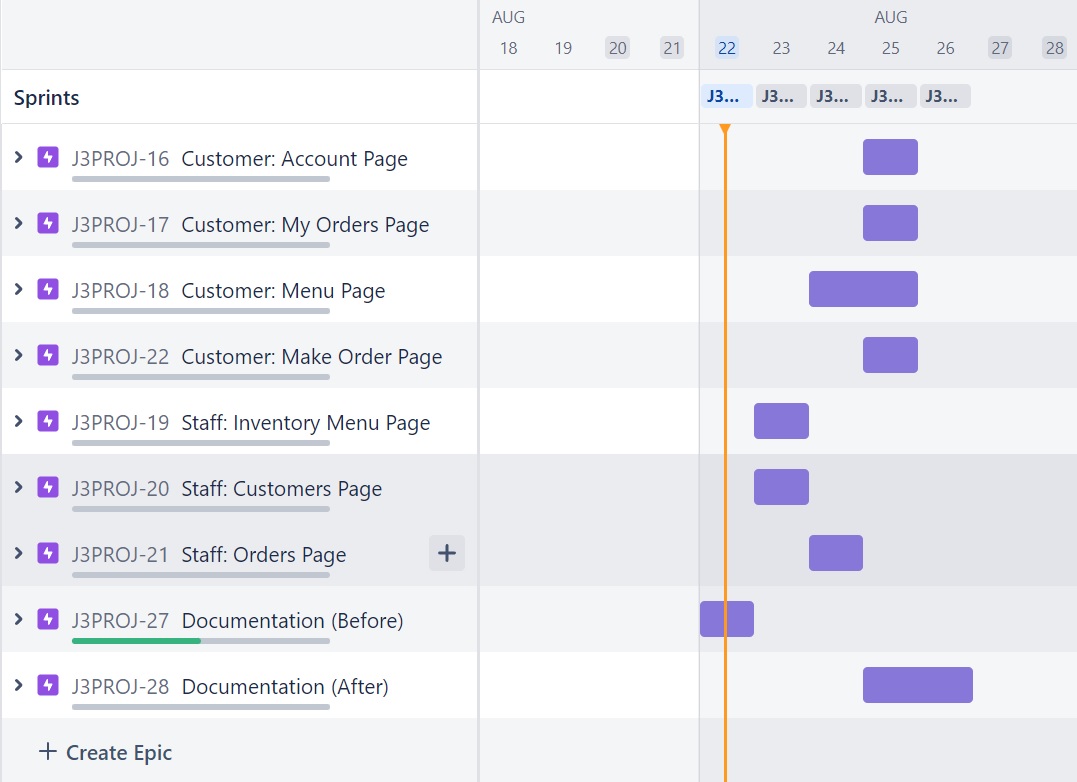 AUG AUG
18 19 20 21 22 23 24 25 26 27 28
Sprints J3... J3... J3... J3... J3...
J3PROJ-16 Customer: Account Page
J3PROJ-17 Customer: My Orders Page
J3PROJ-18 Customer: Menu Page
J3PROJ-22 Customer: Make Order Page
J3PROJ-19 Staff: Inventory Menu Page
J3PROJ-20 Staff: Customers Page
J3PROJ-21 Staff: Orders Page +
J3PROJ-27 Documentation (Before)
J3PROJ-28 Documentation (After)
+ Create Epic